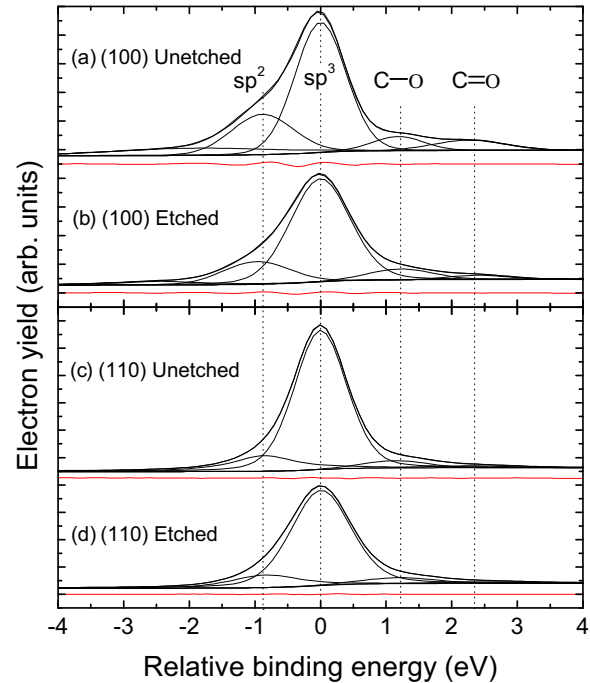 (a) (100) Unetched
sp² sp³ C—O C=O
(b) (100) Etched
(c) (110) Unetched
(d) (110) Etched
Electron yield (arb. units)
-4 -3 -2 -1 0 1 2 3 4
Relative binding energy (eV)